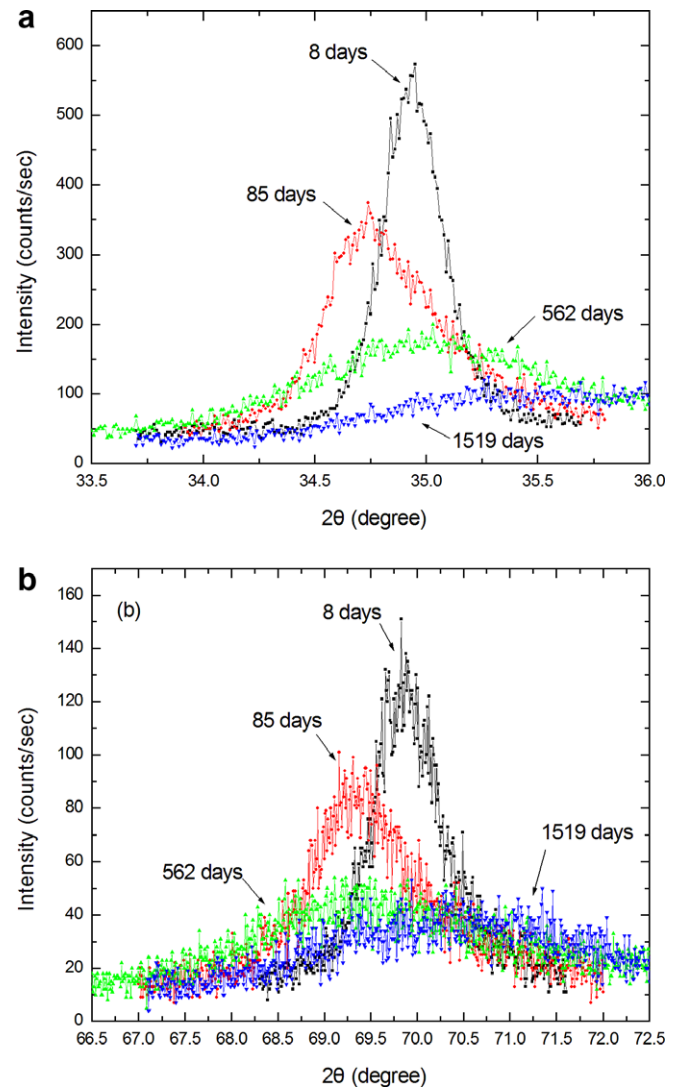 a
600
500
400
300
200
100
0
8 days
85 days
562 days
1519 days
Intensity (counts/sec)
33.5 34.0 34.5 35.0 35.5 36.0
2θ (degree)
b
(b)
160
140
120
100
80
60
40
20
0
8 days
85 days
562 days
1519 days
Intensity (counts/sec)
66.5 67.0 67.5 68.0 68.5 69.0 69.5 70.0 70.5 71.0 71.5 72.0 72.5
2θ (degree)